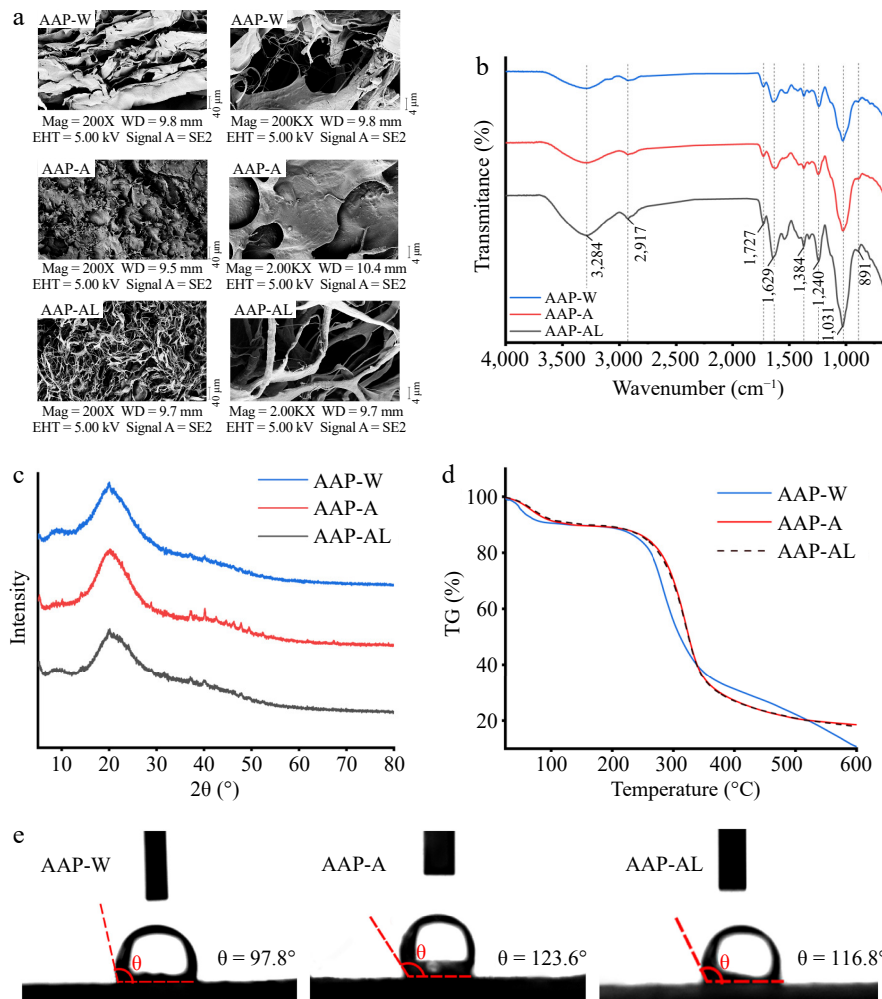 a
AAP-W
AAP-W
40 μm
4 μm
Mag = 200X WD = 9.8 mm
EHT = 5.00 kV Signal A = SE2
Mag = 200KX WD = 9.8 mm
EHT = 5.00 kV Signal A = SE2
AAP-A
AAP-A
40 μm
4 μm
Mag = 200X WD = 9.5 mm
EHT = 5.00 kV Signal A = SE2
Mag = 2.00KX WD = 10.4 mm
EHT = 5.00 kV Signal A = SE2
AAP-AL
AAP-AL
40 μm
4 μm
Mag = 200X WD = 9.7 mm
EHT = 5.00 kV Signal A = SE2
Mag = 2.00KX WD = 9.7 mm
EHT = 5.00 kV Signal A = SE2
b
Transmitance (%)
3,284
2,917
1,727
1,629
1,384
1,240
1,031
891
AAP-W
AAP-A
AAP-AL
4,000 3,500 3,000 2,500 2,000 1,500 1,000
Wavenumber (cm⁻¹)
c
AAP-W
AAP-A
AAP-AL
Intensity
10 20 30 40 50 60 70 80
2θ (°)
d
AAP-W
AAP-A
AAP-AL
TG (%)
100
80
60
40
20
100 200 300 400 500 600
Temperature (°C)
e
AAP-W
θ
θ = 97.8°
AAP-A
θ
θ = 123.6°
AAP-AL
θ
θ = 116.8°